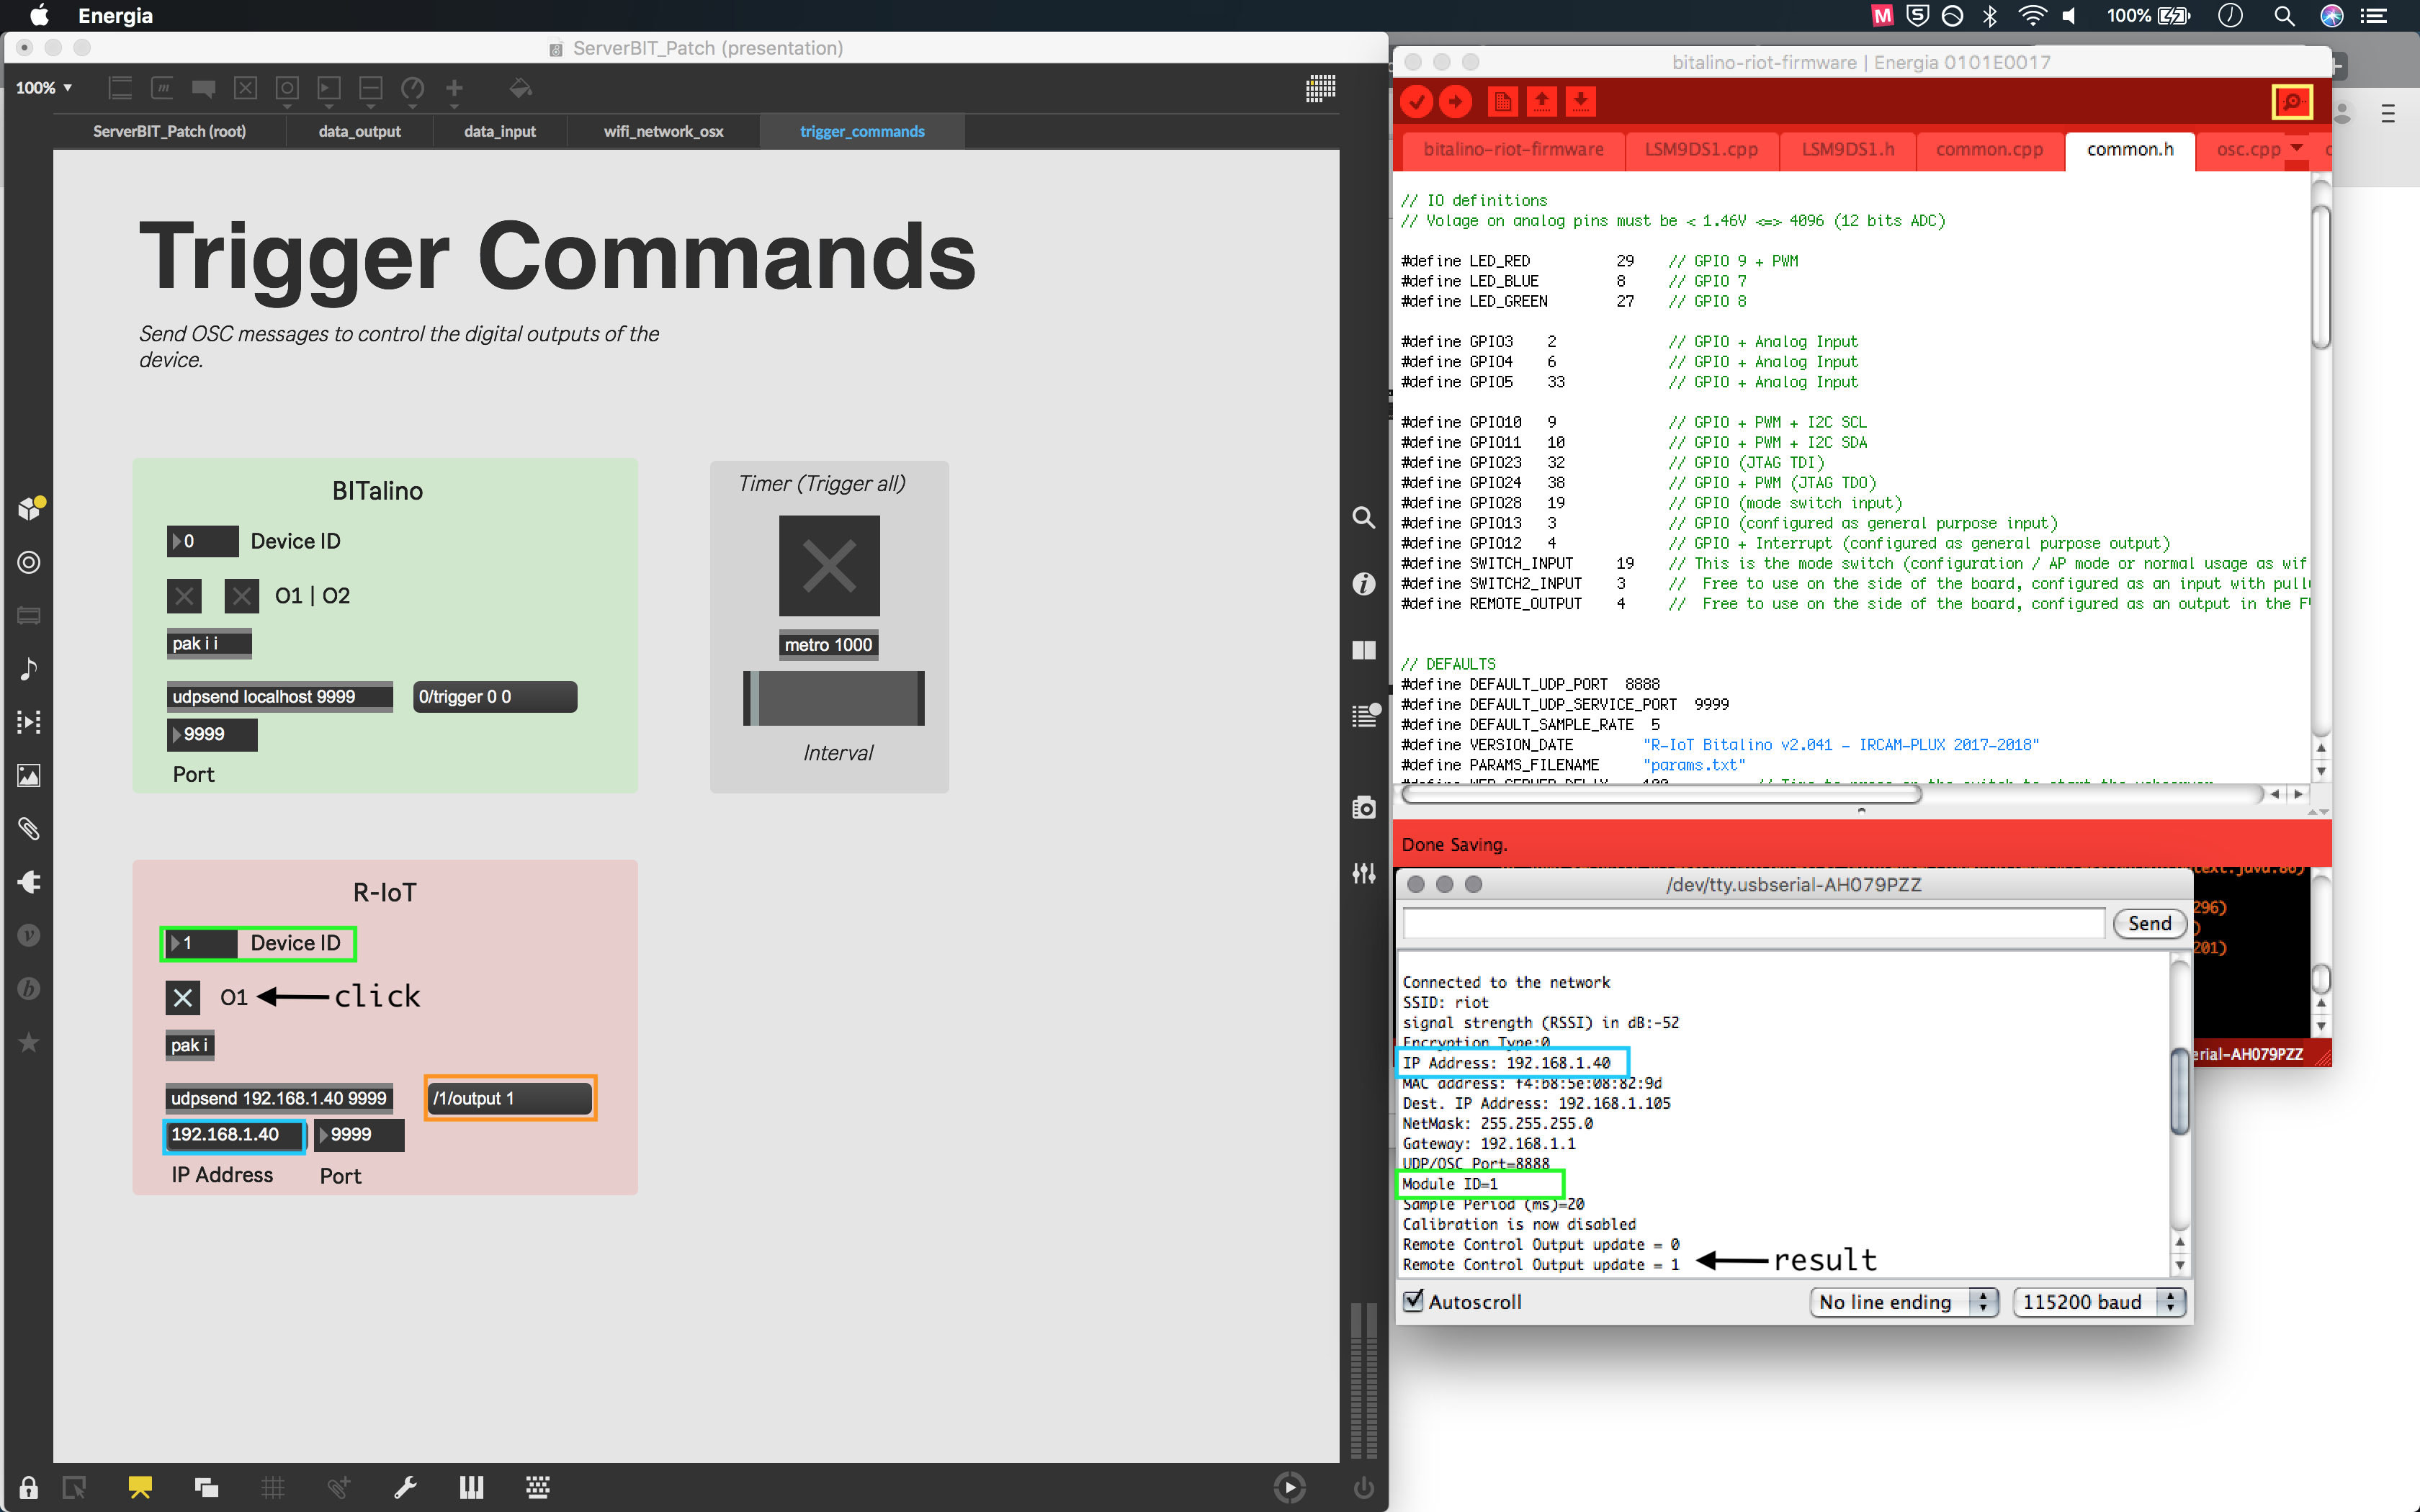 Energia
100%
ServerBIT_Patch (presentation)
100%
ServerBIT_Patch (root)
data_output
data_input
wifi_network_osx
trigger_commands
Trigger Commands
Send OSC messages to control the digital outputs of the
device.
BITalino
0 Device ID
O1 | O2
pak i i
udpsend localhost 9999
0/trigger 0 0
9999
Port
Timer (Trigger all)
metro 1000
Interval
R-IoT
1 Device ID
O1 click
pak i
udpsend 192.168.1.40 9999
/1/output 1
192.168.1.40
9999
IP Address
Port
bitalino-riot-firmware | Energia 0101E0017
bitalino-riot-firmware
LSM9DS1.cpp
LSM9DS1.h
common.cpp
common.h
osc.cpp
// IO definitions
// Volage on analog pins must be < 1.46V <=> 4096 (12 bits ADC)
#define LED_RED 29 // GPIO 9 + PWM
#define LED_BLUE 8 // GPIO 7
#define LED_GREEN 27 // GPIO 8
#define GPIO3 2 // GPIO + Analog Input
#define GPIO4 6 // GPIO + Analog Input
#define GPIO5 33 // GPIO + Analog Input
#define GPIO10 9 // GPIO + PWM + I2C SCL
#define GPIO11 10 // GPIO + PWM + I2C SDA
#define GPIO23 32 // GPIO (JTAG TDI)
#define GPIO24 38 // GPIO + PWM (JTAG TDO)
#define GPIO28 19 // GPIO (mode switch input)
#define GPIO13 3 // GPIO (configured as general purpose input)
#define GPIO12 4 // GPIO + Interrupt (configured as general purpose output)
#define SWITCH_INPUT 19 // This is the mode switch (configuration / AP mode or normal usage as wif
#define SWITCH2_INPUT 3 // Free to use on the side of the board, configured as an input with pull
#define REMOTE_OUTPUT 4 // Free to use on the side of the board, configured as an output in the F
// DEFAULTS
#define DEFAULT_UDP_PORT 8888
#define DEFAULT_UDP_SERVICE_PORT 9999
#define DEFAULT_SAMPLE_RATE 5
#define VERSION_DATE "R-IoT Bitalino v2.041 - IRCAM-PLUX 2017-2018"
#define PARAMS_FILENAME "params.txt"
Done Saving.
296)
)
201)
erial-AH079PZZ
/dev/tty.usbserial-AH079PZZ
Send
Connected to the network
SSID: riot
signal strength (RSSI) in dB:-52
Encryption Type:0
IP Address: 192.168.1.40
MAC address: f4:b8:5e:08:82:9d
Dest. IP Address: 192.168.1.105
NetMask: 255.255.255.0
Gateway: 192.168.1.1
UDP/OSC Port=8888
Module ID=1
Sample Period (ms)=20
Calibration is now disabled
Remote Control Output update = 0
Remote Control Output update = 1 result
Autoscroll
No line ending
115200 baud